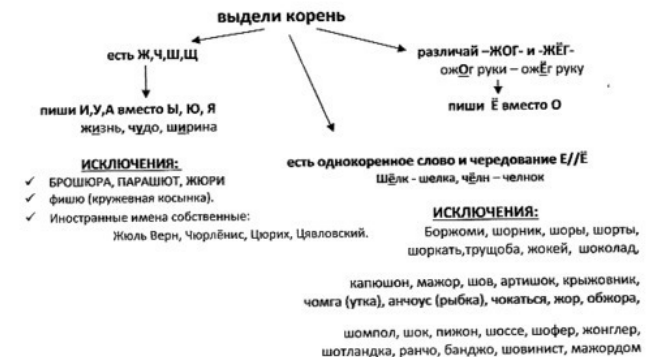 выдели корень
есть Ж,Ч,Ш,Щ
пиши И,У,А вместо Ы, Ю, Я
жизнь, чудо, ширина
ИСКЛЮЧЕНИЯ:
✓ БРОШЮРА, ПАРАШЮТ, ЖЮРИ
✓ фишю (кружевная косынка).
✓ Иностранные имена собственные:
Жюль Верн, Чюрлёнис, Цюрих, Цявловский.
различай –ЖОГ- и -ЖЁГ-
ожОг руки – ожЁг руку
пиши Ё вместо О
есть однокоренное слово и чередование Е//Ё
Шёлк - шелка, чёлн – челнок
ИСКЛЮЧЕНИЯ:
Боржоми, шорник, шоры, шорты,
шоркать,трущоба, жокей, шоколад,
капюшон, мажор, шов, артишок, крыжовник,
чомга (утка), анчоус (рыбка), чокаться, жор, обжора,
шомпол, шок, пижон, шоссе, шофер, жонглер,
шотландка, ранчо, банджо, шовинист, мажордом